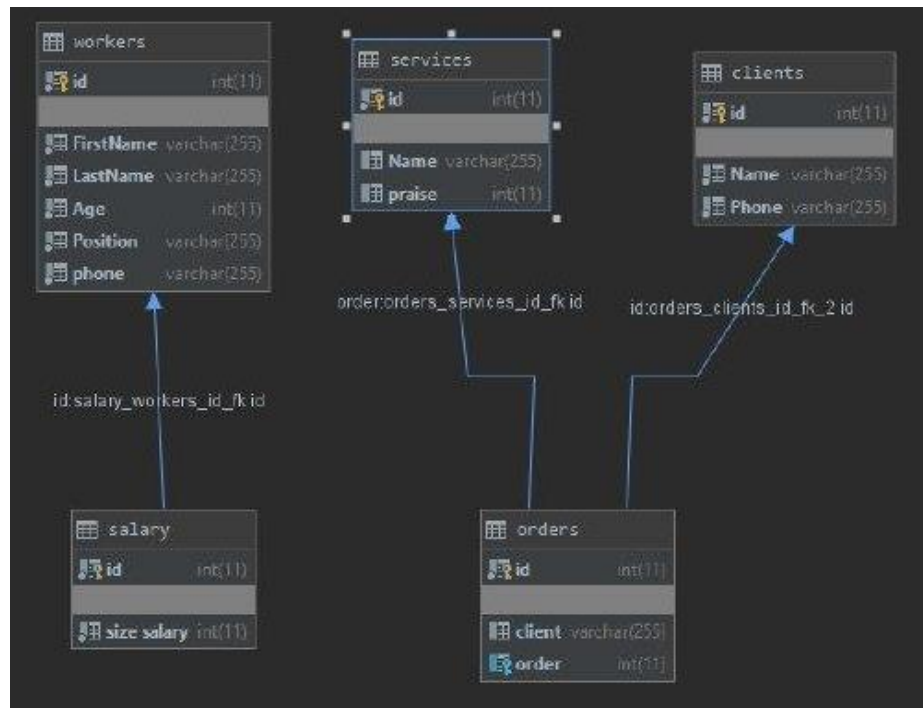 workers
id int(11)
FirstName varchar(255)
LastName varchar(255)
Age int(11)
Position varchar(255)
phone varchar(255)
services
id int(11)
Name varchar(255)
praise int(11)
clients
id int(11)
Name varchar(255)
Phone varchar(255)
order:orders_services_id_fk id
id:orders_clients_id_fk_2 id
id:salary_workers_id_fk id
salary
id int(11)
size salary int(11)
orders
id int(11)
client varchar(255)
order int(11)